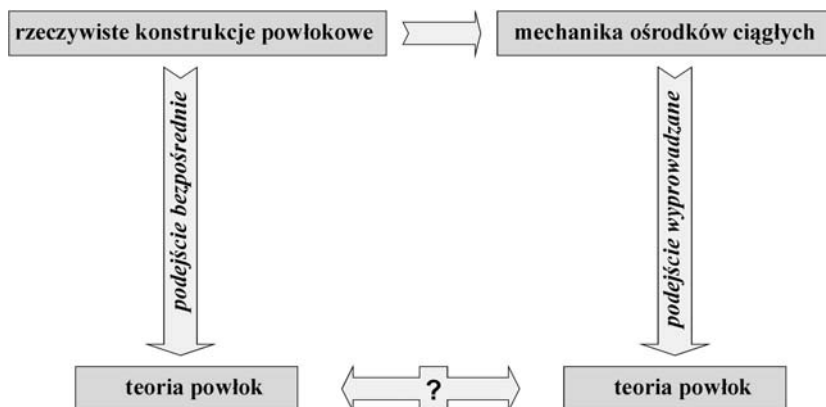 rzeczywiste konstrukcje powłokowe
mechanika ośrodków ciągłych
podejście bezpośrednie
podejście wyprowadzane
teoria powłok
?
teoria powłok